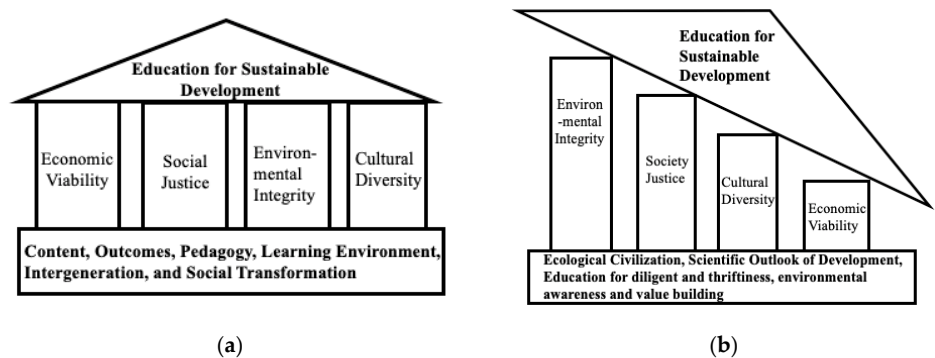 Education for Sustainable
Development
Economic
Viability
Social
Justice
Environ-
mental
Integrity
Cultural
Diversity
Content, Outcomes, Pedagogy, Learning Environment,
Intergeneration, and Social Transformation
(a)
Education for
Sustainable
Development
Environ
-mental
Integrity
Society
Justice
Cultural
Diversity
Economic
Viability
Ecological Civilization, Scientific Outlook of Development,
Education for diligent and thriftiness, environmental
awareness and value building
(b)